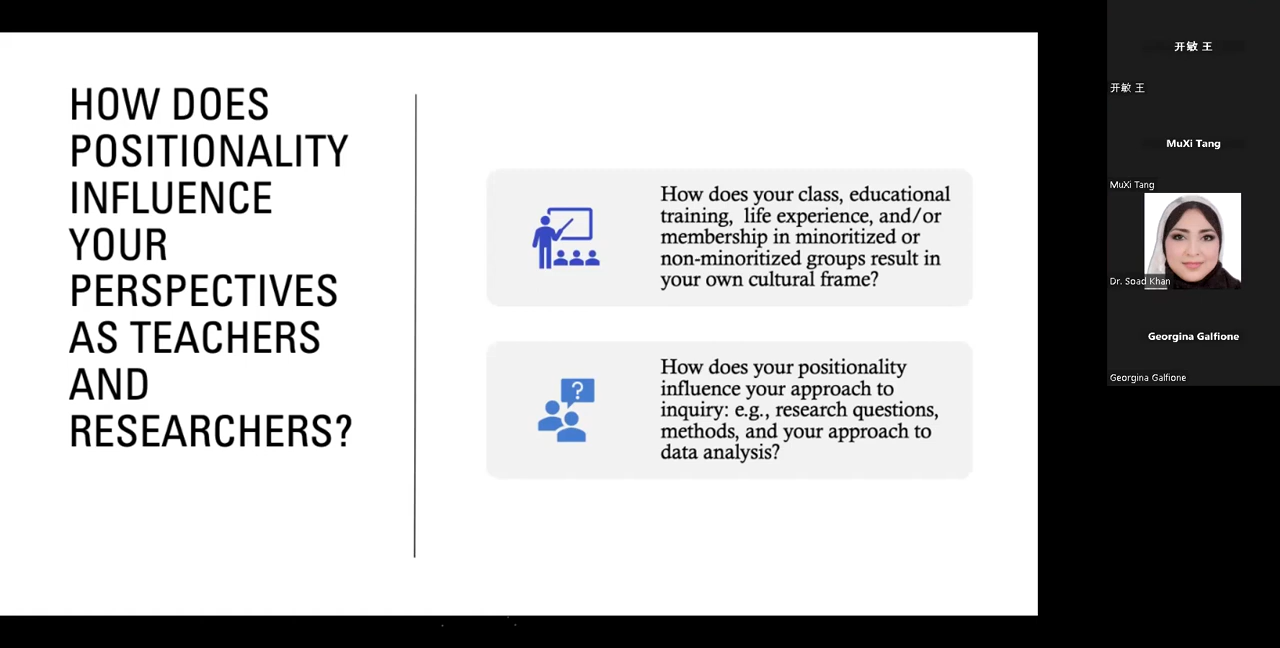 HOW DOES
POSITIONALITY
INFLUENCE
YOUR
PERSPECTIVES
AS TEACHERS
AND
RESEARCHERS?
How does your class, educational
training, life experience, and/or
membership in minoritized or
non-minoritized groups result in
your own cultural frame?
?
How does your positionality
influence your approach to
inquiry: e.g., research questions,
methods, and your approach to
data analysis?
开敏 王
开敏 王
MuXi Tang
MuXi Tang
Dr. Soad Khan
Georgina Galfione
Georgina Galfione